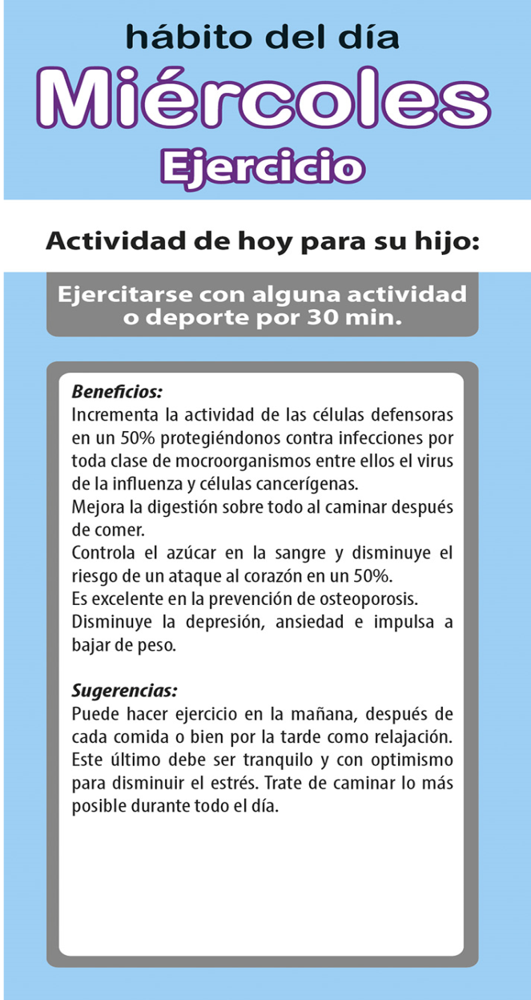 hábito del día
Miércoles
Ejercicio
Actividad de hoy para su hijo:
Ejercitarse con alguna actividad
o deporte por 30 min.
Beneficios:
Incrementa la actividad de las células defensoras
en un 50% protegiéndonos contra infecciones por
toda clase de mocroorganismos entre ellos el virus
de la influenza y células cancerígenas.
Mejora la digestión sobre todo al caminar después
de comer.
Controla el azúcar en la sangre y disminuye el
riesgo de un ataque al corazón en un 50%.
Es excelente en la prevención de osteoporosis.
Disminuye la depresión, ansiedad e impulsa a
bajar de peso.
Sugerencias:
Puede hacer ejercicio en la mañana, después de
cada comida o bien por la tarde como relajación.
Este último debe ser tranquilo y con optimismo
para disminuir el estrés. Trate de caminar lo más
posible durante todo el día.